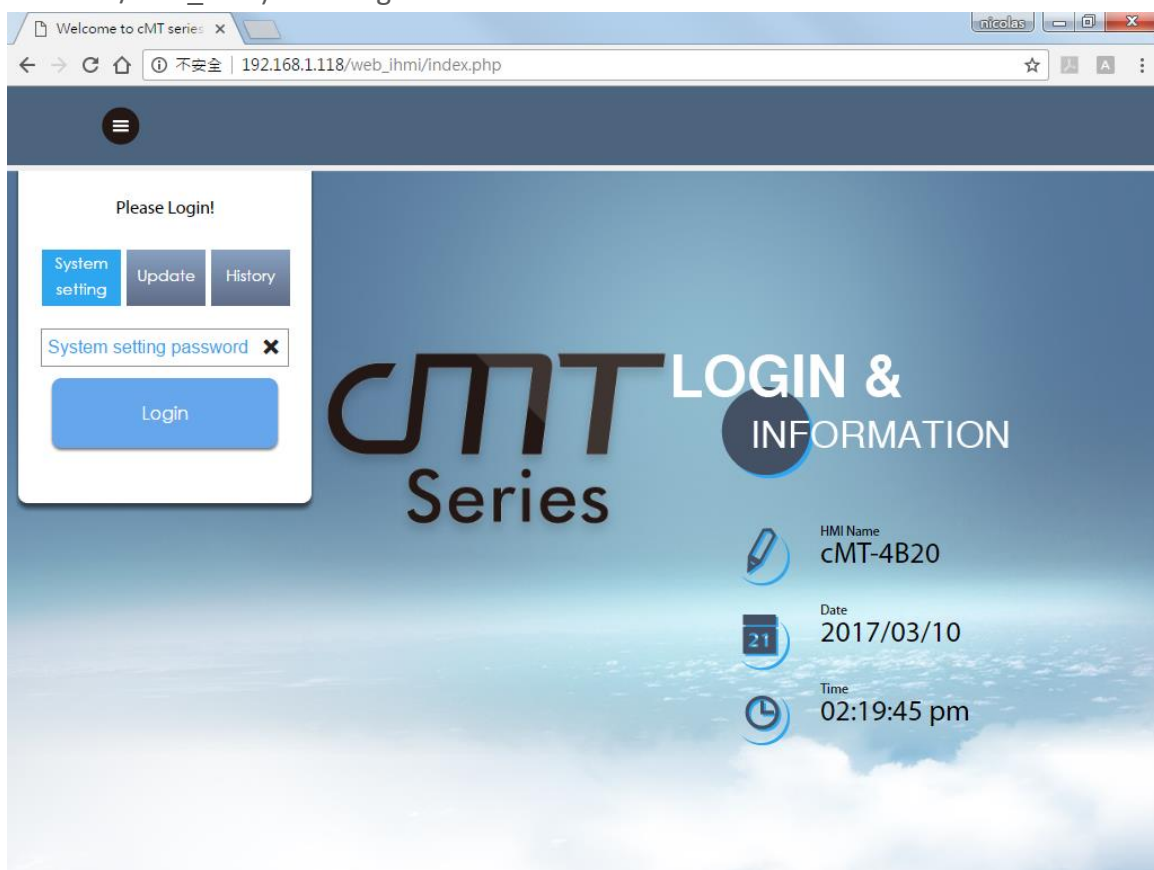 Welcome to cMT series
nicolas
不安全 | 192.168.1.118/web_ihmi/index.php
Please Login!
System setting
Update
History
System setting password
Login
cMT
Series
LOGIN &
INFORMATION
HMI Name
cMT-4B20
21
Date
2017/03/10
Time
02:19:45 pm